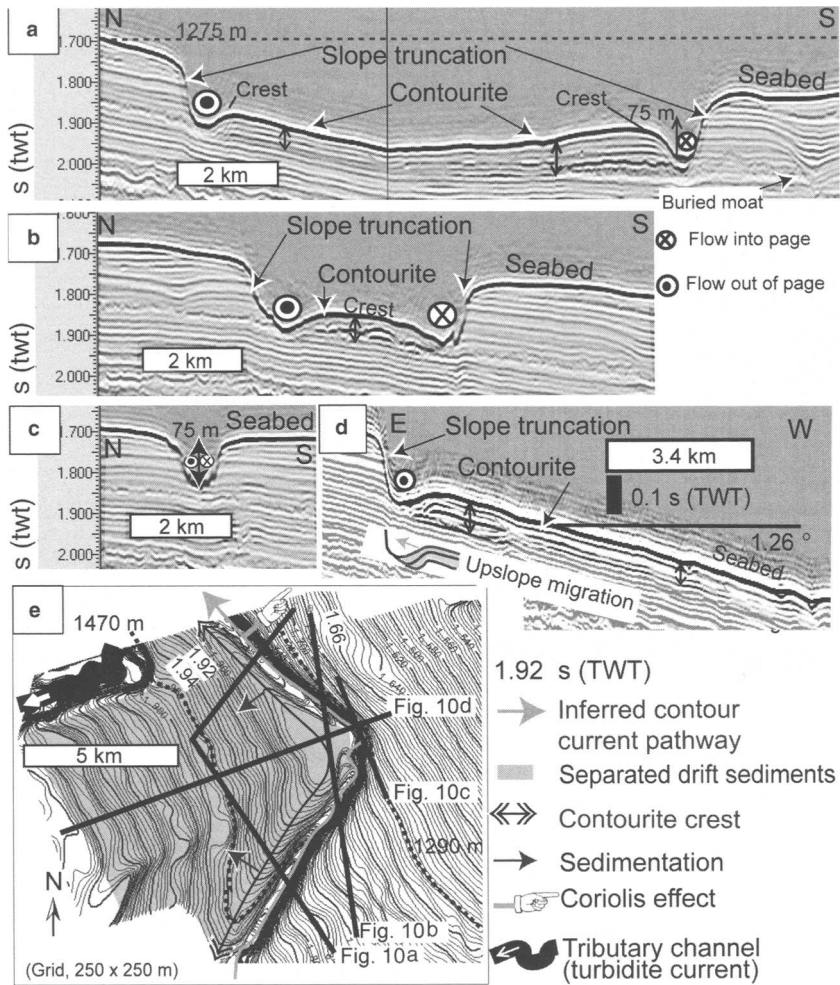 a
N
S
1275 m
1.700
1.800
1.900
2.000
s (twt)
Slope truncation
Crest
Contourite
Crest
75 m
Seabed
2 km
Buried moat
b
N
S
1.600
1.700
1.800
1.900
2.000
s (twt)
Slope truncation
Contourite
Crest
Seabed
2 km
Flow into page
Flow out of page
c
75 m
Seabed
N
S
1.700
1.800
1.900
2.000
s (twt)
2 km
d
E
W
Slope truncation
Contourite
3.4 km
0.1 s (TWT)
1.26 °
Seabed
Upslope migration
e
1470 m
1.92
1.94
1.66
1.640
Fig. 10d
5 km
Fig. 10c
1290 m
N
Fig. 10b
Fig. 10a
(Grid, 250 x 250 m)
1.92 s (TWT)
Inferred contour
current pathway
Separated drift sediments
Contourite crest
Sedimentation
Coriolis effect
Tributary channel
(turbidite current)